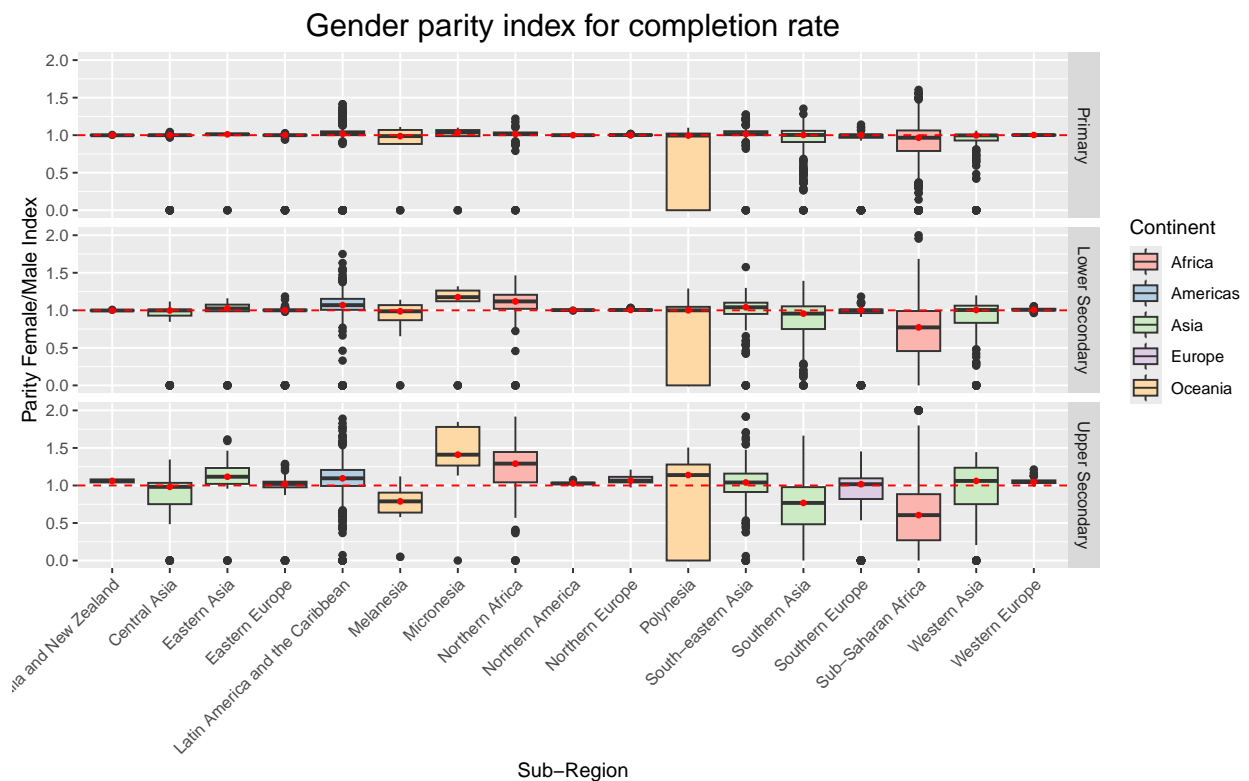 Gender parity index for completion rate
Parity Female/Male Index
2.0
1.5
1.0
0.5
0.0
Primary
2.0
1.5
1.0
0.5
0.0
Lower Secondary
2.0
1.5
1.0
0.5
0.0
Upper Secondary
and New Zealand
Central Asia
Eastern Asia
Eastern Europe
Latin America and the Caribbean
Melanesia
Micronesia
Northern Africa
Northern America
Northern Europe
Polynesia
South−eastern Asia
Southern Asia
Southern Europe
Sub−Saharan Africa
Western Asia
Western Europe
Sub−Region
Continent
Africa
Americas
Asia
Europe
Oceania